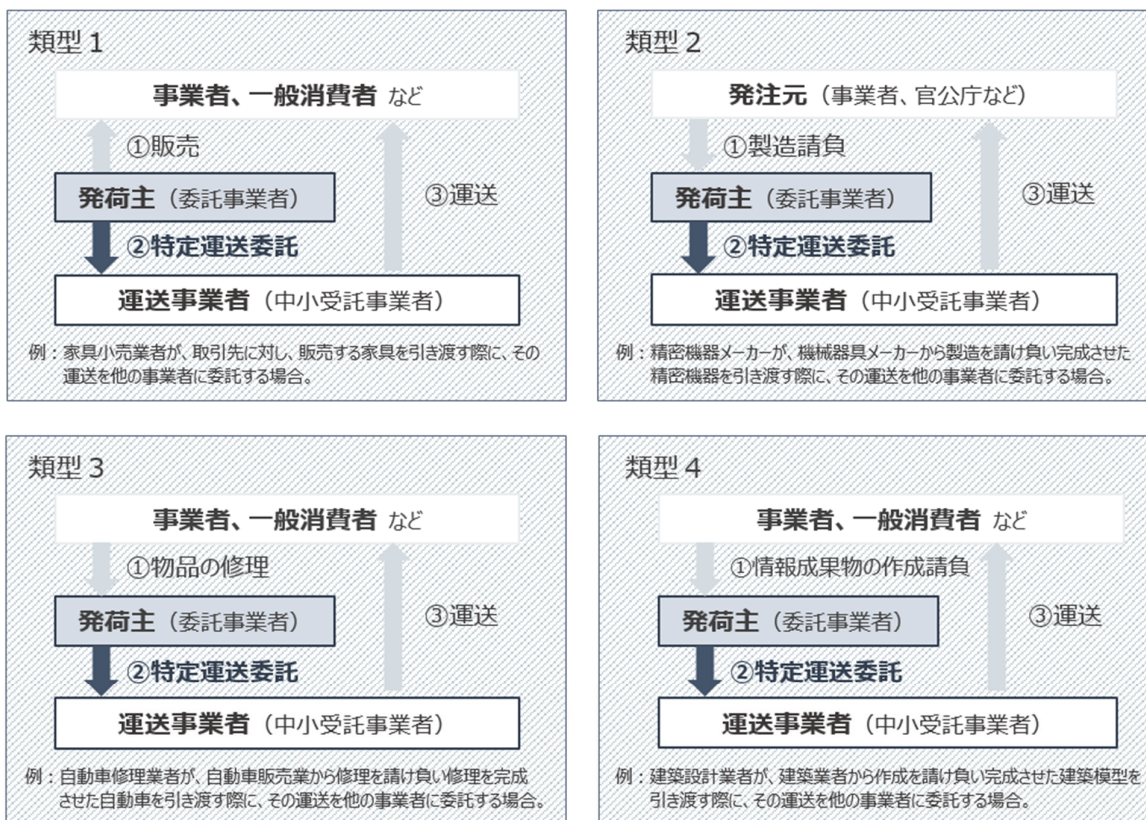 類型1
事業者、一般消費者 など
①販売
発荷主（委託事業者）
③運送
②特定運送委託
運送事業者（中小受託事業者）
例：家具小売業者が、取引先に対し、販売する家具を引き渡す際に、その
運送を他の事業者に委託する場合。
類型2
発注元（事業者、官公庁など）
①製造請負
発荷主（委託事業者）
③運送
②特定運送委託
運送事業者（中小受託事業者）
例：精密機器メーカーが、機械器具メーカーから製造を請け負い完成させた
精密機器を引き渡す際に、その運送を他の事業者に委託する場合。
類型3
事業者、一般消費者 など
①物品の修理
発荷主（委託事業者）
③運送
②特定運送委託
運送事業者（中小受託事業者）
例：自動車修理業者が、自動車販売業から修理を請け負い修理を完成
させた自動車を引き渡す際に、その運送を他の事業者に委託する場合。
類型4
事業者、一般消費者 など
①情報成果物の作成請負
発荷主（委託事業者）
③運送
②特定運送委託
運送事業者（中小受託事業者）
例：建築設計業者が、建築業者から作成を請け負い完成させた建築模型を
引き渡す際に、その運送を他の事業者に委託する場合。